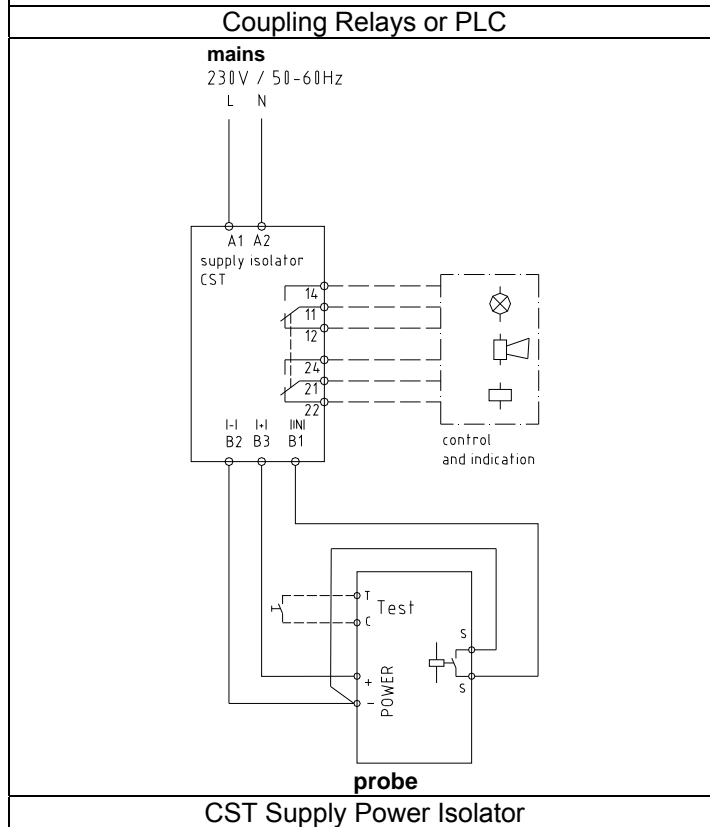 Coupling Relays or PLC
mains
230V / 50-60Hz
L N
A1 A2
supply isolator
CST
14
11
12
24
21
22
|-| |+| |IN|
B2 B3 B1
control
and indication
T
Test
C
S
+
S
-
POWER
probe
CST Supply Power Isolator